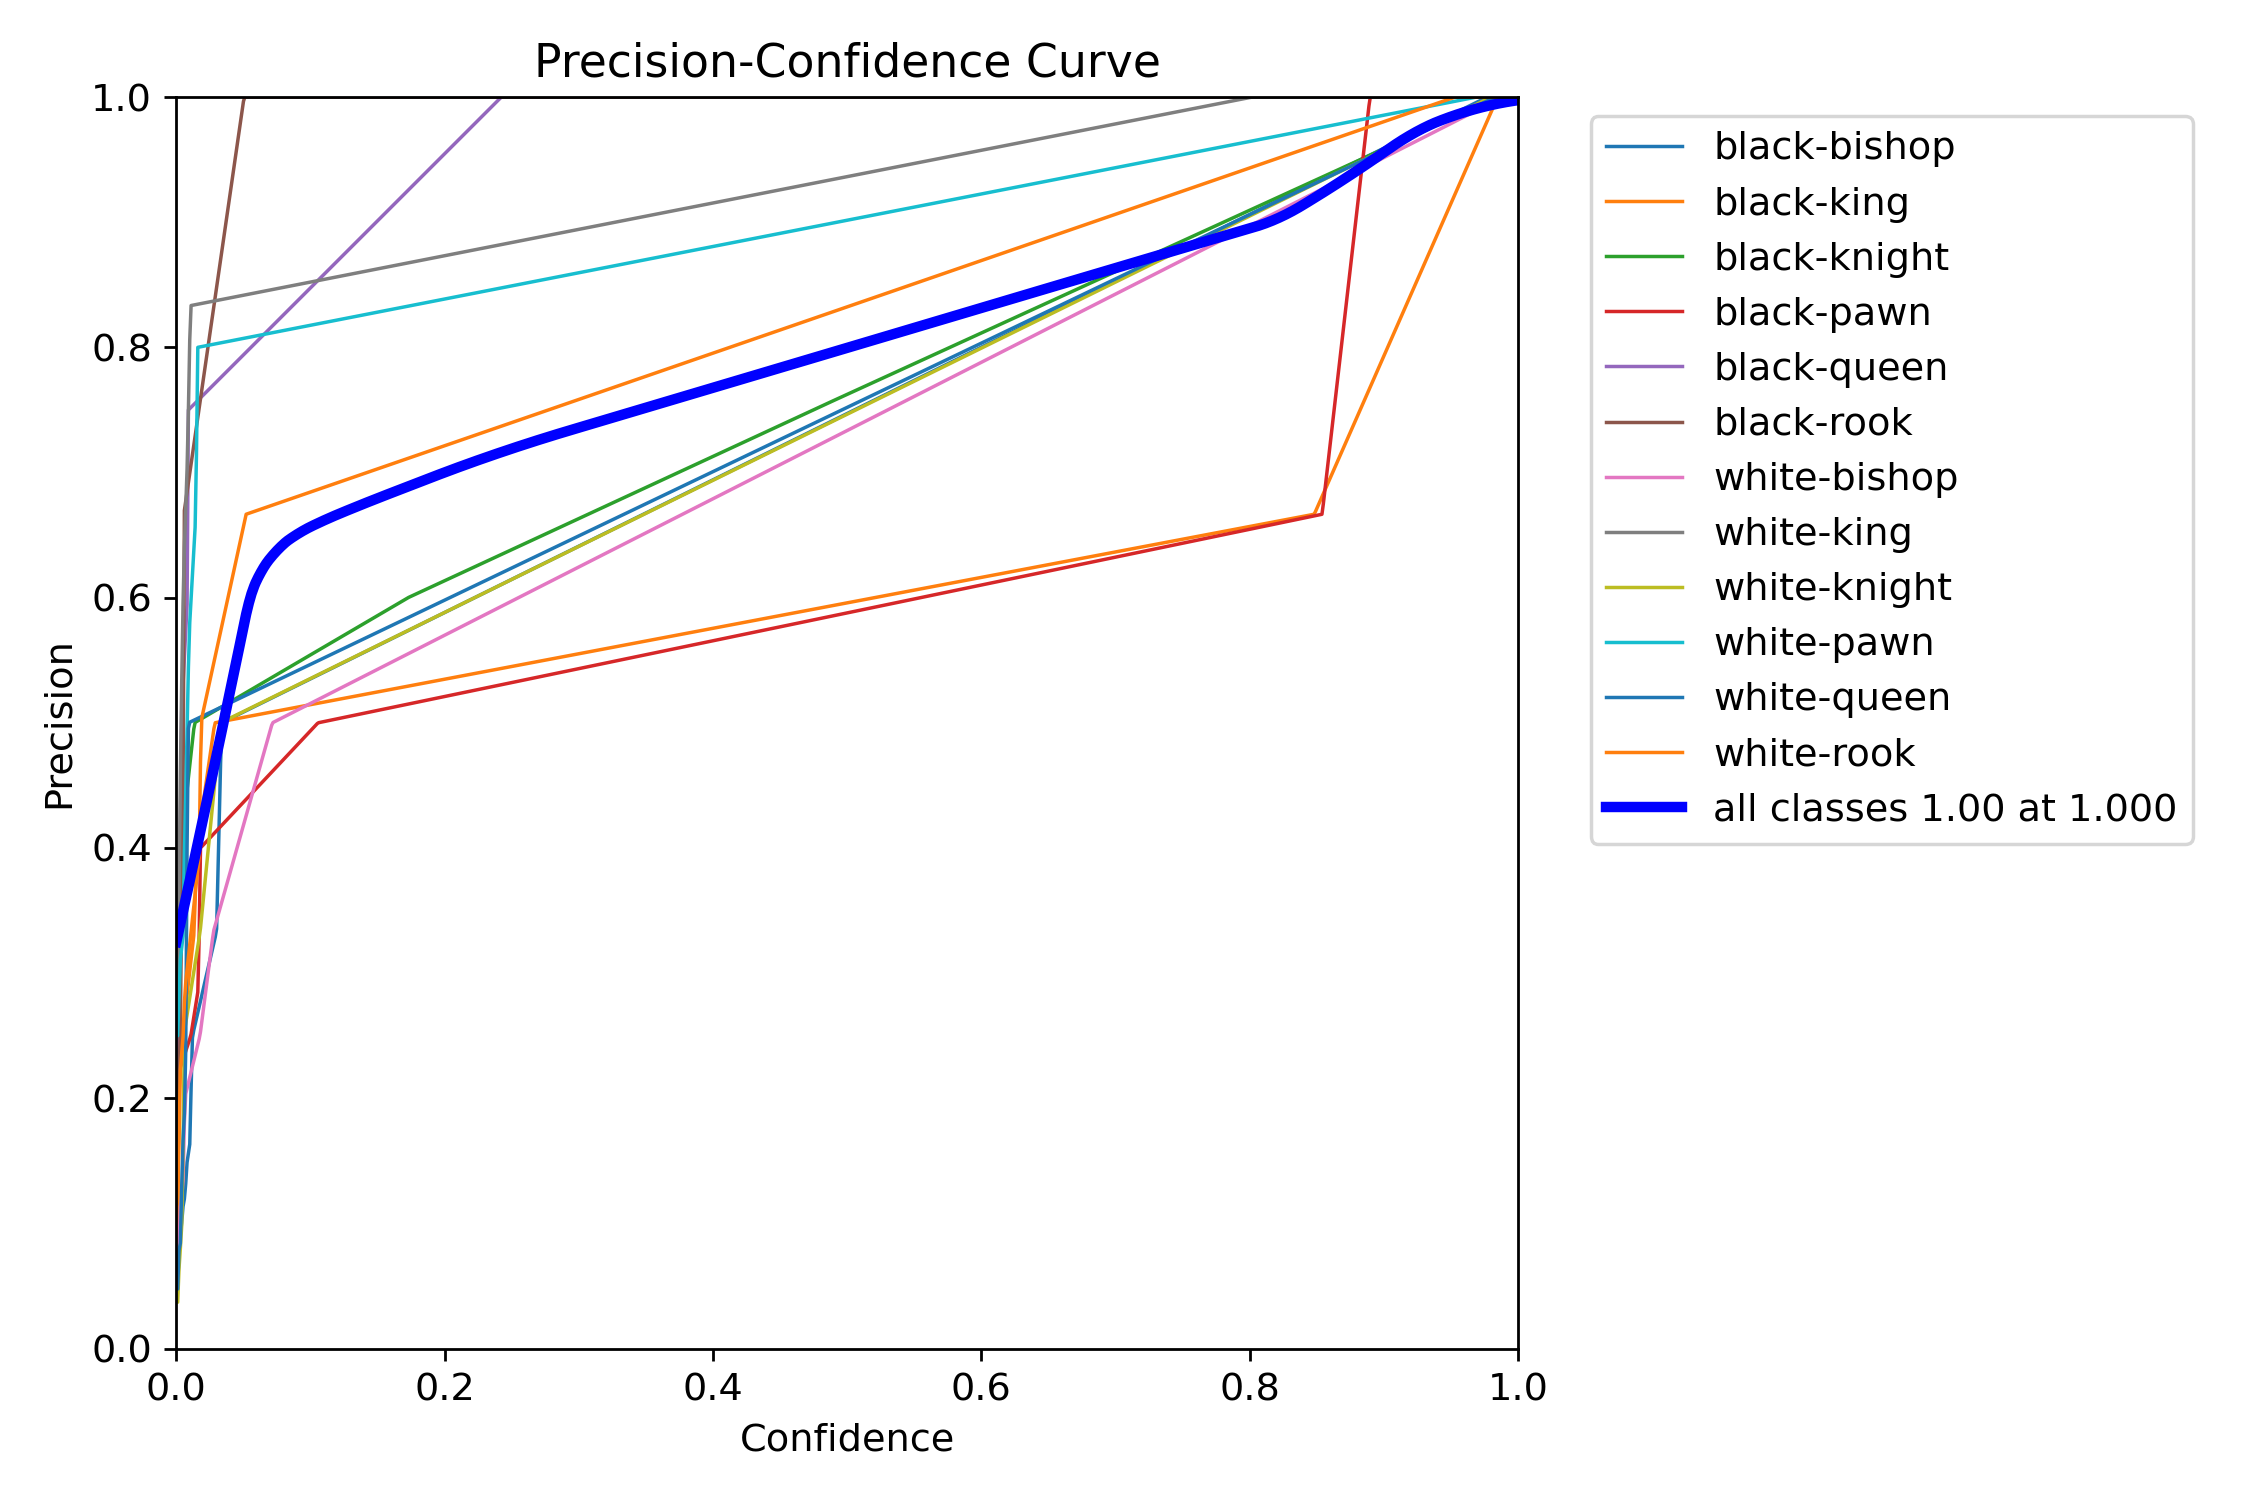 Precision-Confidence Curve
1.0
0.8
0.6
0.4
0.2
0.0
Precision
0.0 0.2 0.4 0.6 0.8 1.0
Confidence
black-bishop
black-king
black-knight
black-pawn
black-queen
black-rook
white-bishop
white-king
white-knight
white-pawn
white-queen
white-rook
all classes 1.00 at 1.000